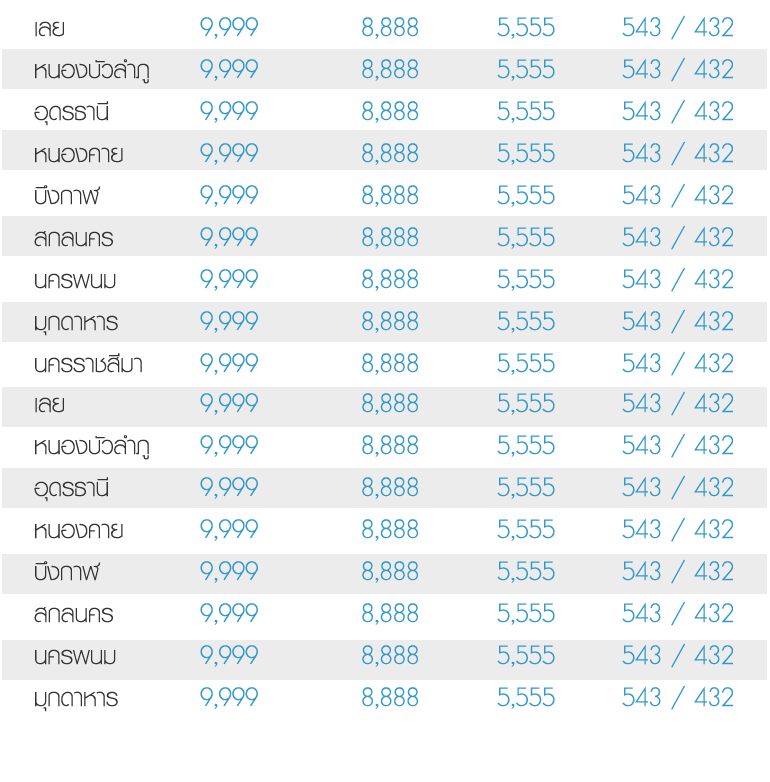 เลย 9,999 8,888 5,555 543 / 432
หนองบัวลำภู 9,999 8,888 5,555 543 / 432
อุดรธานี 9,999 8,888 5,555 543 / 432
หนองคาย 9,999 8,888 5,555 543 / 432
บึงกาฬ 9,999 8,888 5,555 543 / 432
สกลนคร 9,999 8,888 5,555 543 / 432
นครพนม 9,999 8,888 5,555 543 / 432
มุกดาหาร 9,999 8,888 5,555 543 / 432
นครราชสีมา 9,999 8,888 5,555 543 / 432
เลย 9,999 8,888 5,555 543 / 432
หนองบัวลำภู 9,999 8,888 5,555 543 / 432
อุดรธานี 9,999 8,888 5,555 543 / 432
หนองคาย 9,999 8,888 5,555 543 / 432
บึงกาฬ 9,999 8,888 5,555 543 / 432
สกลนคร 9,999 8,888 5,555 543 / 432
นครพนม 9,999 8,888 5,555 543 / 432
มุกดาหาร 9,999 8,888 5,555 543 / 432